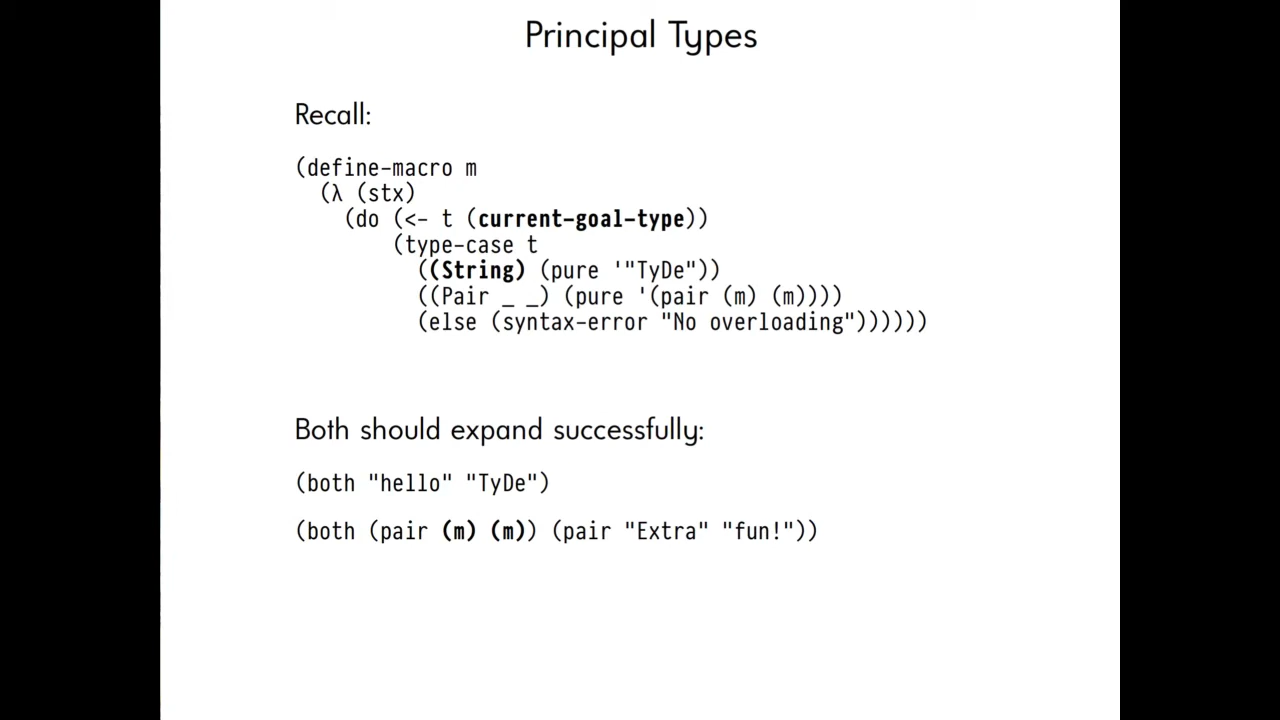 Principal Types
Recall:
(define-macro m
(λ (stx)
(do (<- t (current-goal-type))
(type-case t
((String) (pure '"TyDe"))
((Pair _ _) (pure '(pair (m) (m))))
(else (syntax-error "No overloading"))))))
Both should expand successfully:
(both "hello" "TyDe")
(both (pair (m) (m)) (pair "Extra" "fun!"))